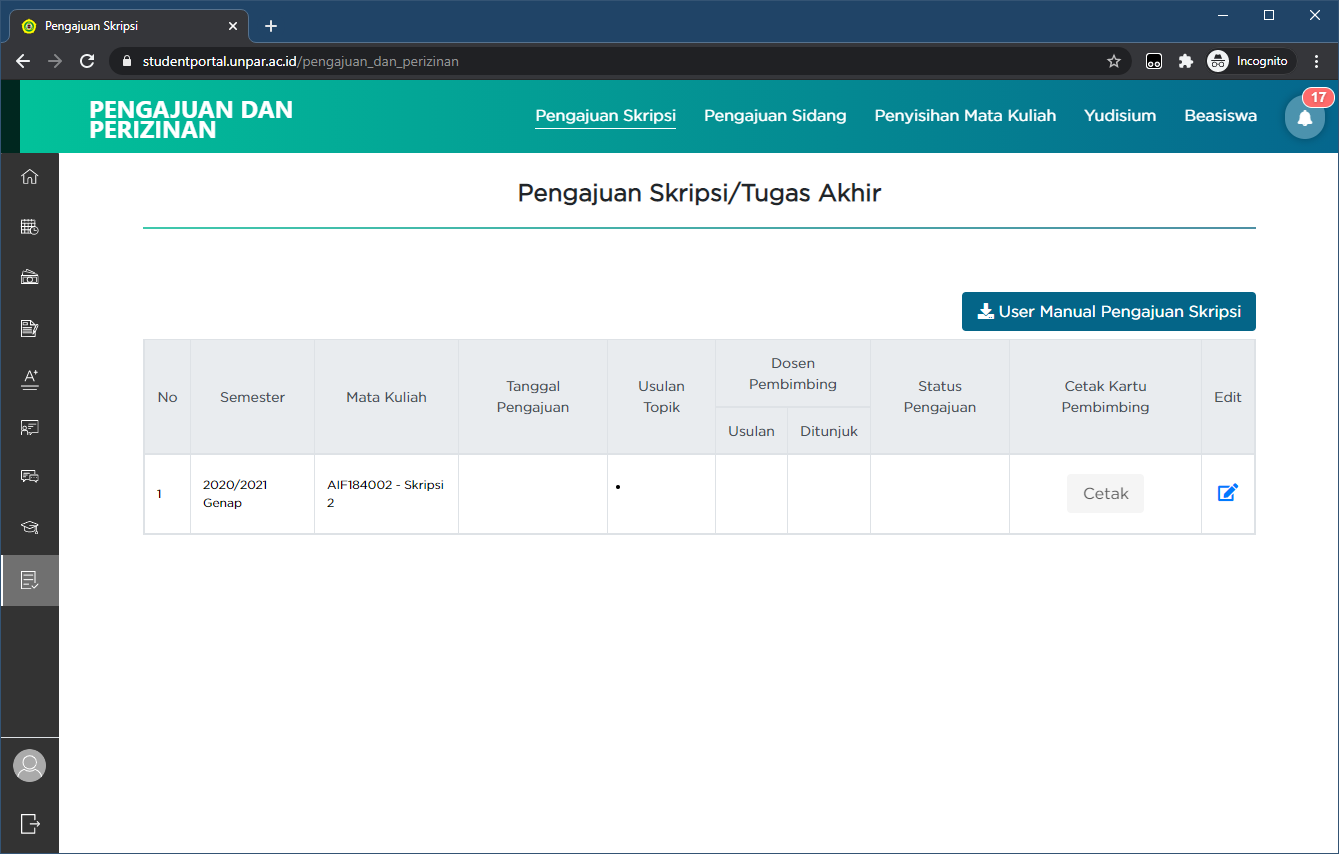 Pengajuan Skripsi
studentportal.unpar.ac.id/pengajuan_dan_perizinan
Incognito
PENGAJUAN DAN
PERIZINAN
Pengajuan Skripsi
Pengajuan Sidang
Penyisihan Mata Kuliah
Yudisium
Beasiswa
17
Pengajuan Skripsi/Tugas Akhir
User Manual Pengajuan Skripsi
No
Semester
Mata Kuliah
Tanggal
Pengajuan
Usulan
Topik
Dosen
Pembimbing
Usulan
Ditunjuk
Status
Pengajuan
Cetak Kartu
Pembimbing
Edit
1
2020/2021
Genap
AIF184002 - Skripsi
2
Cetak